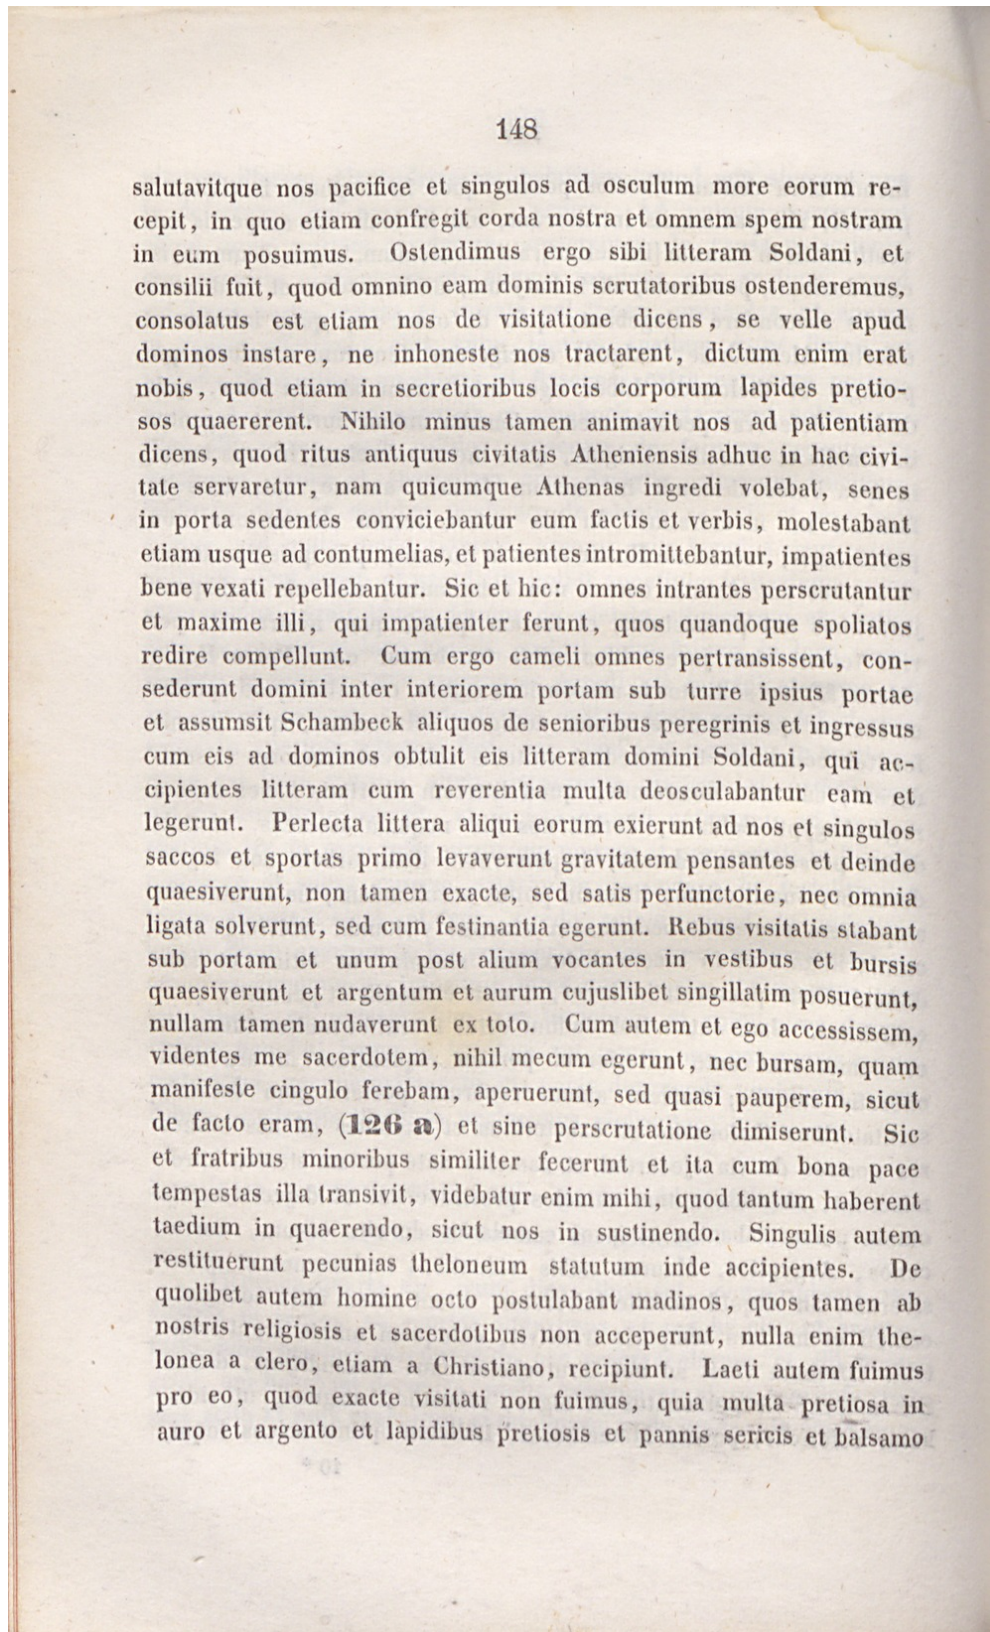 148
salutavitque nos pacifice et singulos ad osculum more eorum re-
cepit, in quo etiam confregit corda nostra et omnem spem nostram
in eum posuimus. Ostendimus ergo sibi litteram Soldani, et
consilii fuit, quod omnino eam dominis scrutatoribus ostenderemus,
consolatus est etiam nos de visitatione dicens, se velle apud
dominos instare, ne inhoneste nos tractarent, dictum enim erat
nobis, quod etiam in secretioribus locis corporum lapides pretio-
sos quaererent. Nihilo minus tamen animavit nos ad patientiam
dicens, quod ritus antiquus civitatis Atheniensis adhuc in hac civi-
tate servaretur, nam quicumque Athenas ingredi volebat, senes
in porta sedentes conviciebantur eum factis et verbis, molestabant
etiam usque ad contumelias, et patientes intromittebantur, impatientes
bene vexati repellebantur. Sic et hic: omnes intrantes perscrutantur
et maxime illi, qui impatienter ferunt, quos quandoque spoliatos
redire compellunt. Cum ergo cameli omnes pertransissent, con-
sederunt domini inter interiorem portam sub turre ipsius portae
et assumsit Schambeck aliquos de senioribus peregrinis et ingressus
cum eis ad dominos obtulit eis litteram domini Soldani, qui ac-
cipientes litteram cum reverentia multa deosculabantur eam et
legerunt. Perlecta littera aliqui eorum exierunt ad nos et singulos
saccos et sportas primo levaverunt gravitatem pensantes et deinde
quaesiverunt, non tamen exacte, sed satis perfunctorie, nec omnia
ligata solverunt, sed cum festinantia egerunt. Rebus visitatis stabant
sub portam et unum post alium vocantes in vestibus et bursis
quaesiverunt et argentum et aurum cujuslibet singillatim posuerunt,
nullam tamen nudaverunt ex toto. Cum autem et ego accessissem,
videntes me sacerdotem, nihil mecum egerunt, nec bursam, quam
manifeste cingulo ferebam, aperuerunt, sed quasi pauperem, sicut
de facto eram, (126 a) et sine perscrutatione dimiserunt. Sic
et fratribus minoribus similiter fecerunt et ita cum bona pace
tempestas illa transivit, videbatur enim mihi, quod tantum haberent
taedium in quaerendo, sicut nos in sustinendo. Singulis autem
restituerunt pecunias theloneum statutum inde accipientes. De
quolibet autem homine octo postulabant madinos, quos tamen ab
nostris religiosis et sacerdotibus non acceperunt, nulla enim the-
lonea a clero, etiam a Christiano, recipiunt. Laeti autem fuimus
pro eo, quod exacte visitati non fuimus, quia multa pretiosa in
auro et argento et lapidibus pretiosis et pannis sericis et balsamo